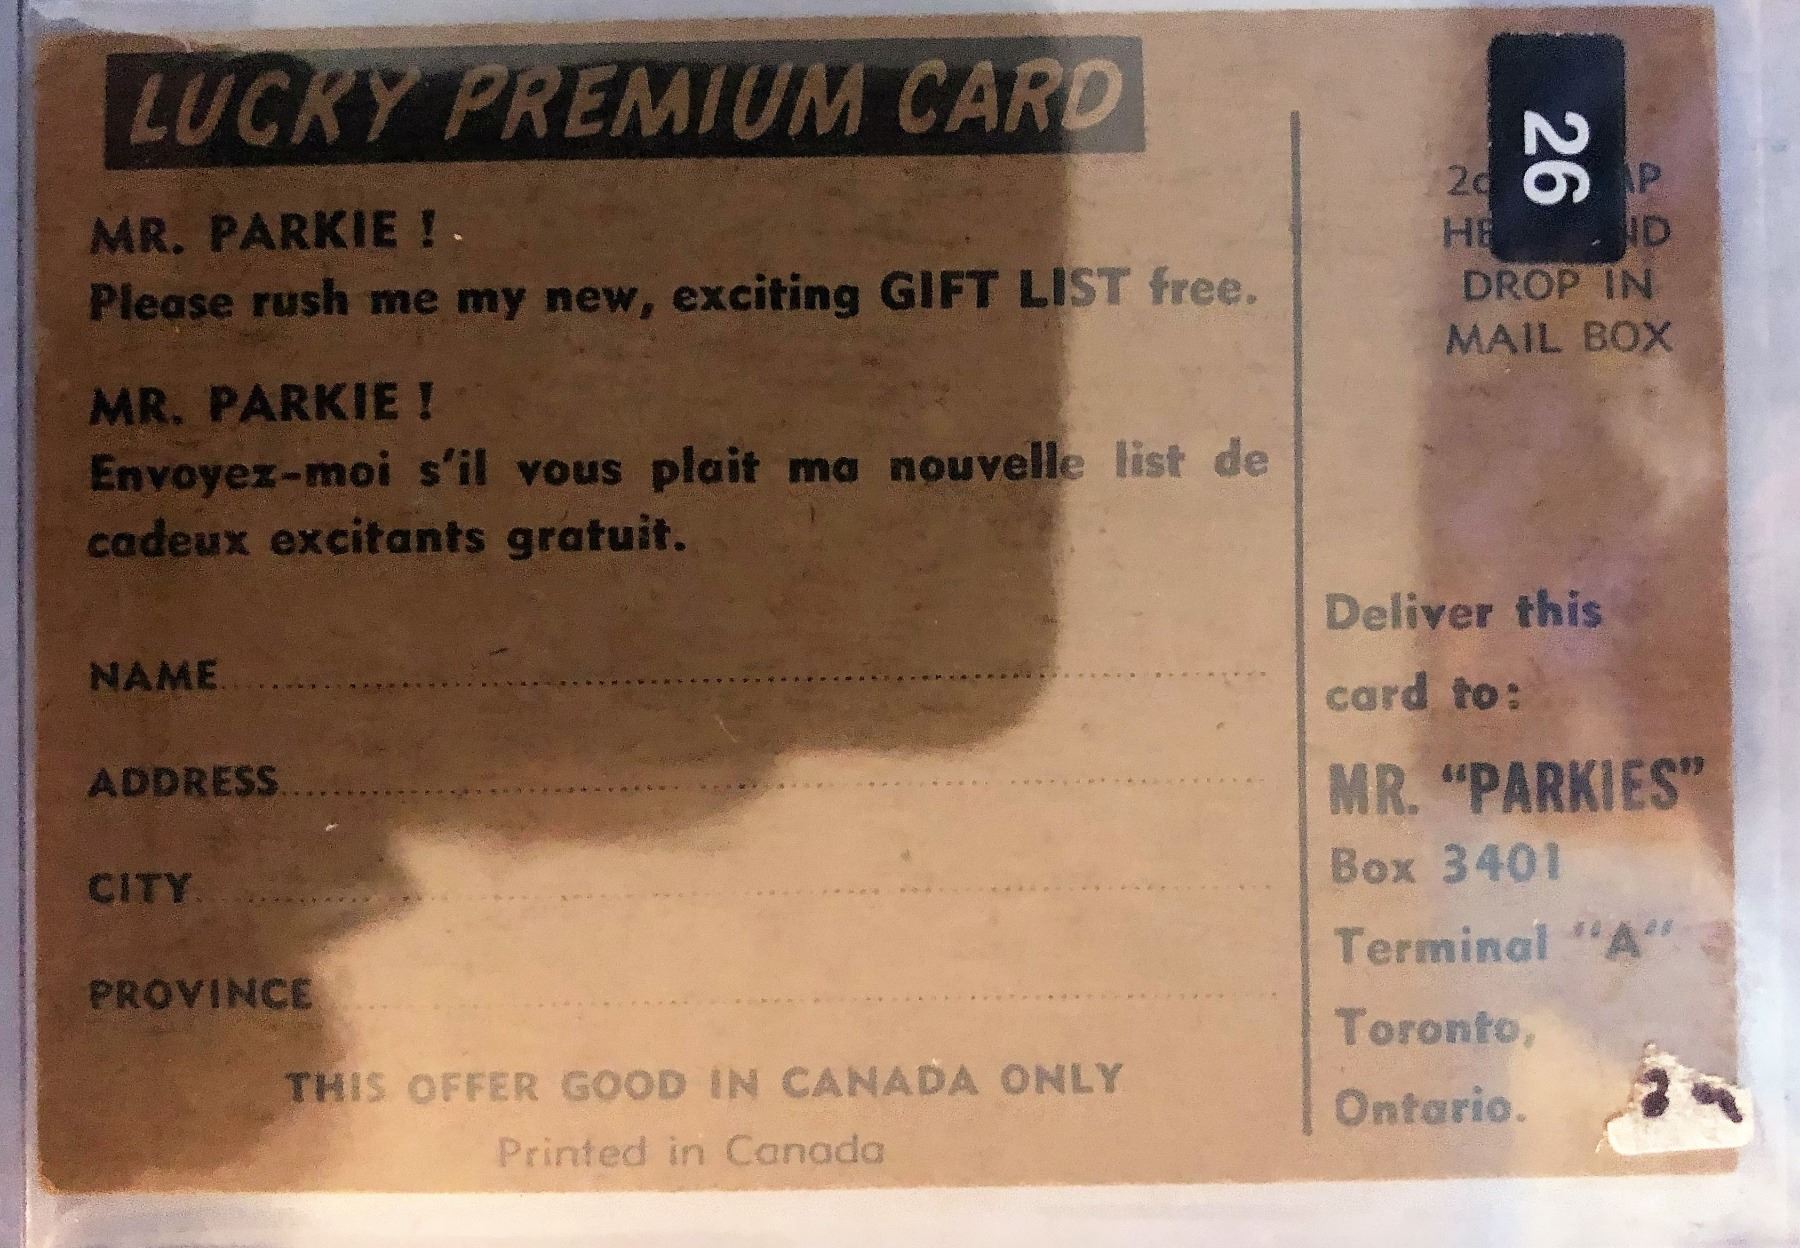 LUCKY PREMIUM CARD
MR. PARKIE !
Please rush me my new, exciting GIFT LIST free.
MR. PARKIE !
Envoyez-moi s'il vous plait ma nouvelle list de
cadeux excitants gratuit.
NAME
ADDRESS
CITY
PROVINCE
THIS OFFER GOOD IN CANADA ONLY
Printed in Canada
26
DROP IN
MAIL BOX
Deliver this
card to:
MR. "PARKIES"
Box 3401
Terminal "A"
Toronto,
Ontario.